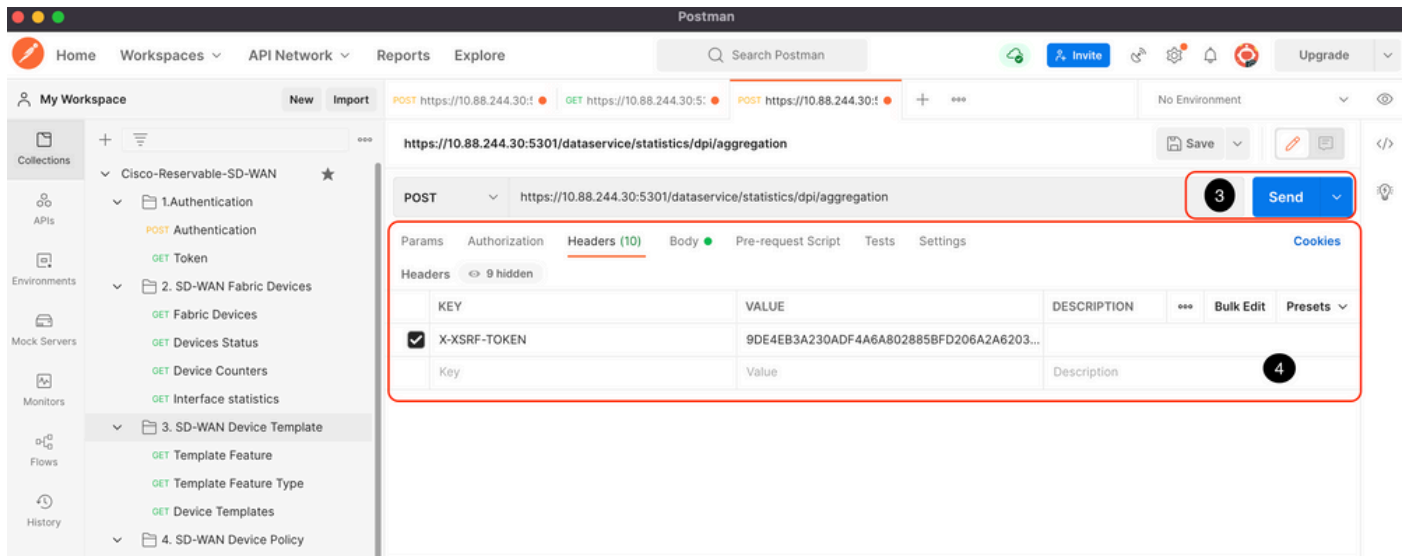 Postman
Home Workspaces API Network Reports Explore Search Postman Invite Upgrade
My Workspace New Import POST https://10.88.244.30:5 GET https://10.88.244.30:5: POST https://10.88.244.30:5 + No Environment
Collections
APIs
Environments
Mock Servers
Monitors
Flows
History
Cisco-Reservable-SD-WAN
1.Authentication
POST Authentication
GET Token
2. SD-WAN Fabric Devices
GET Fabric Devices
GET Devices Status
GET Device Counters
GET Interface statistics
3. SD-WAN Device Template
GET Template Feature
GET Template Feature Type
GET Device Templates
4. SD-WAN Device Policy
https://10.88.244.30:5301/dataservice/statistics/dpi/aggregation Save </>
POST https://10.88.244.30:5301/dataservice/statistics/dpi/aggregation 3 Send
Params Authorization Headers (10) Body Pre-request Script Tests Settings Cookies
Headers 9 hidden
KEY VALUE DESCRIPTION Bulk Edit Presets
X-XSRF-TOKEN 9DE4EB3A230ADF4A6A802885BFD206A2A6203...
Key Value Description 4